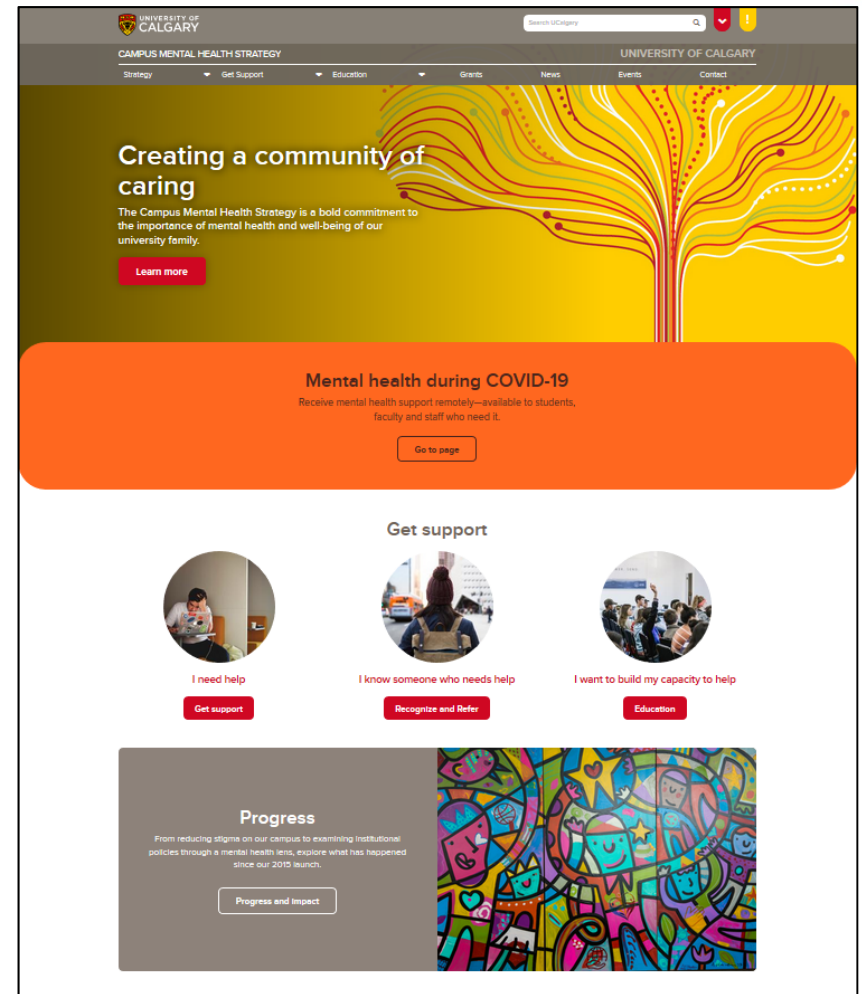 UNIVERSITY OF
CALGARY
Search UCalgary
!
CAMPUS MENTAL HEALTH STRATEGY
UNIVERSITY OF CALGARY
Strategy Get Support Education Grants News Events Contact
Creating a community of
caring
The Campus Mental Health Strategy is a bold commitment to
the importance of mental health and well-being of our
university family.
Learn more
Mental health during COVID-19
Receive mental health support remotely—available to students,
faculty and staff who need it.
Go to page
Get support
I need help
I know someone who needs help
I want to build my capacity to help
Get support
Recognize and Refer
Education
Progress
From reducing stigma on our campus to examining institutional
policies through a mental health lens, explore what has happened
since our 2015 launch.
Progress and impact